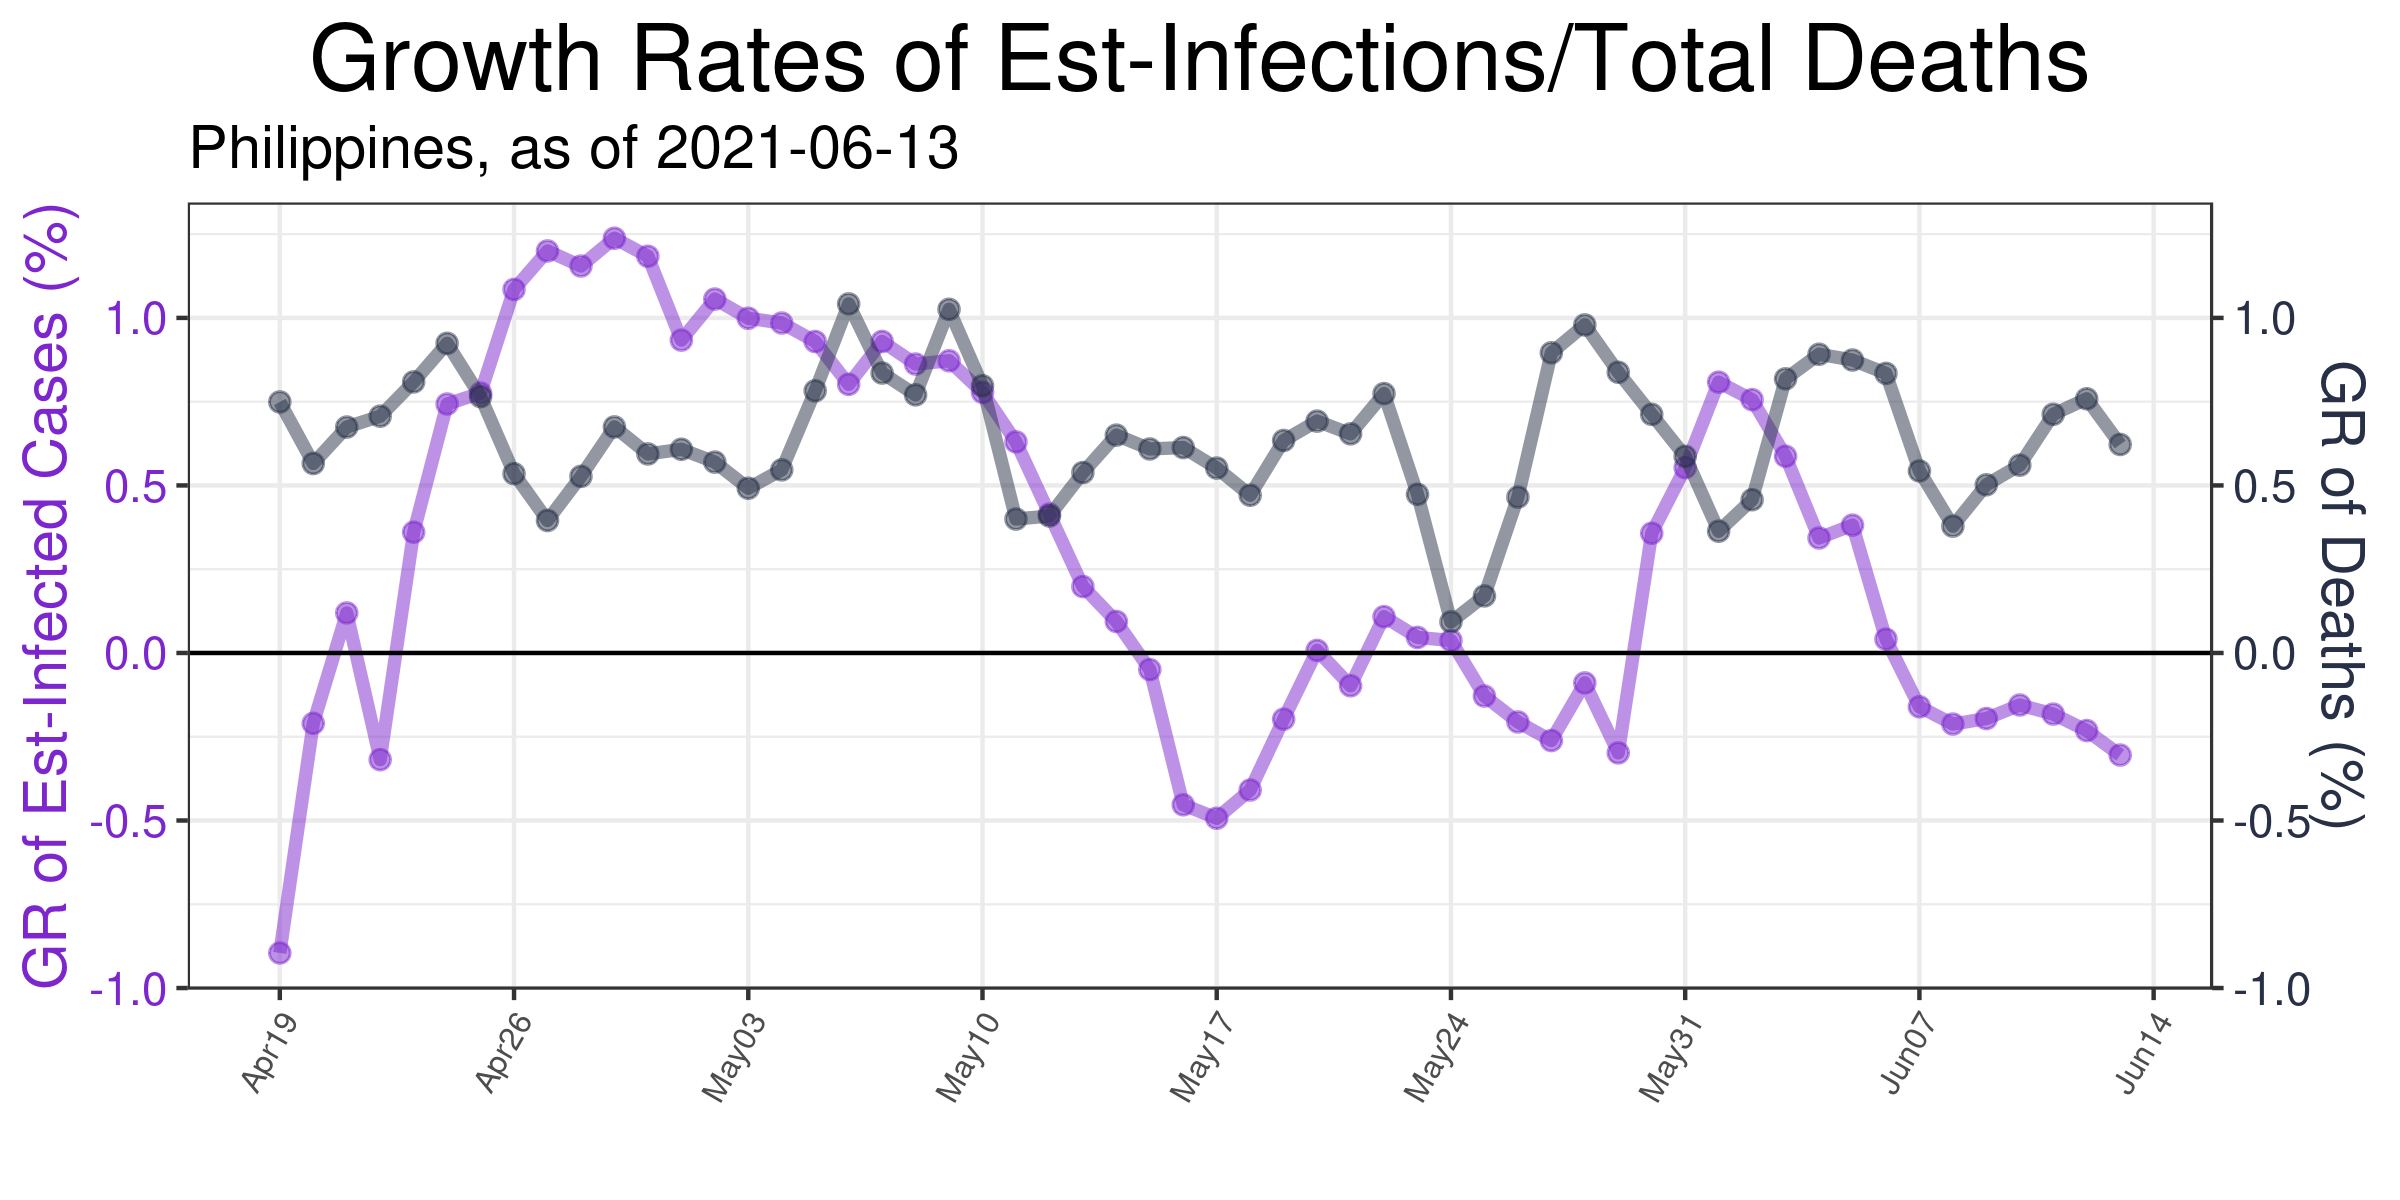 Growth Rates of Est-Infections/Total Deaths
Philippines, as of 2021-06-13
GR of Est-Infected Cases (%)
1.0
0.5
0.0
-0.5
-1.0
1.0
0.5
0.0
-0.5
-1.0
GR of Deaths (%)
Apr19
Apr26
May03
May10
May17
May24
May31
Jun07
Jun14